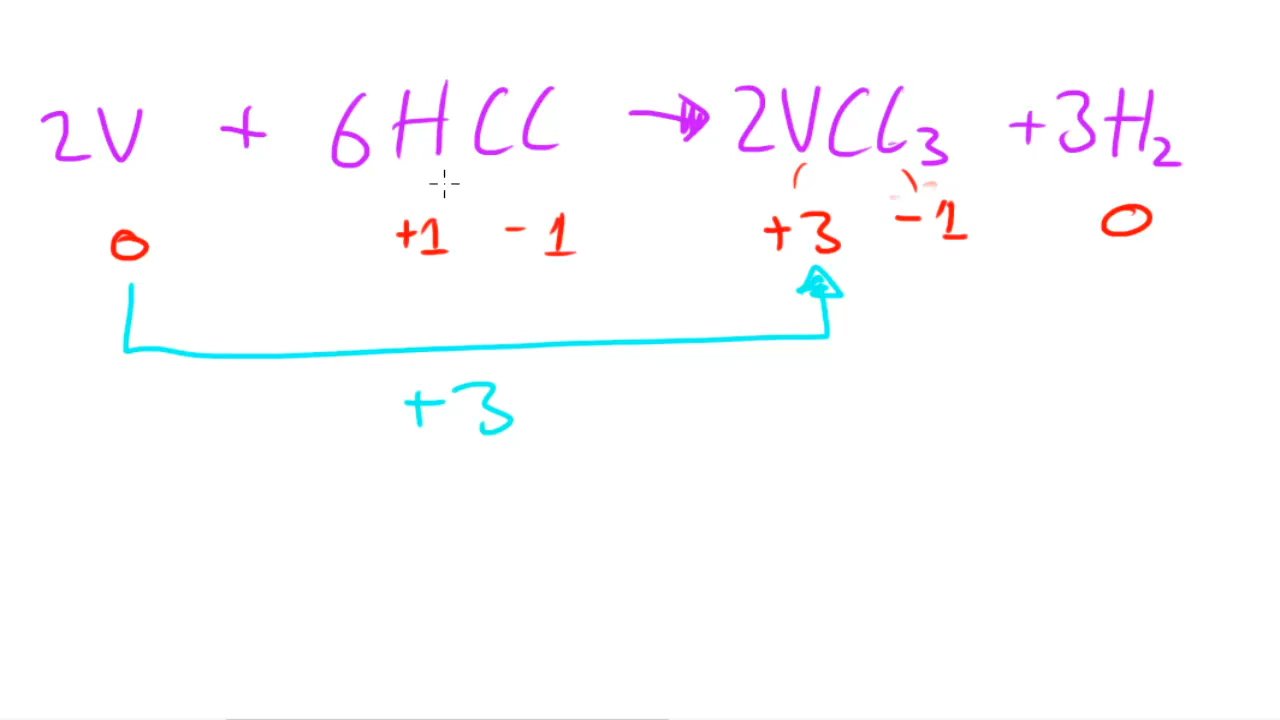 2V + 6HCl → 2VCl₃ + 3H₂
0 +1 -1 +3 -1 0
+3